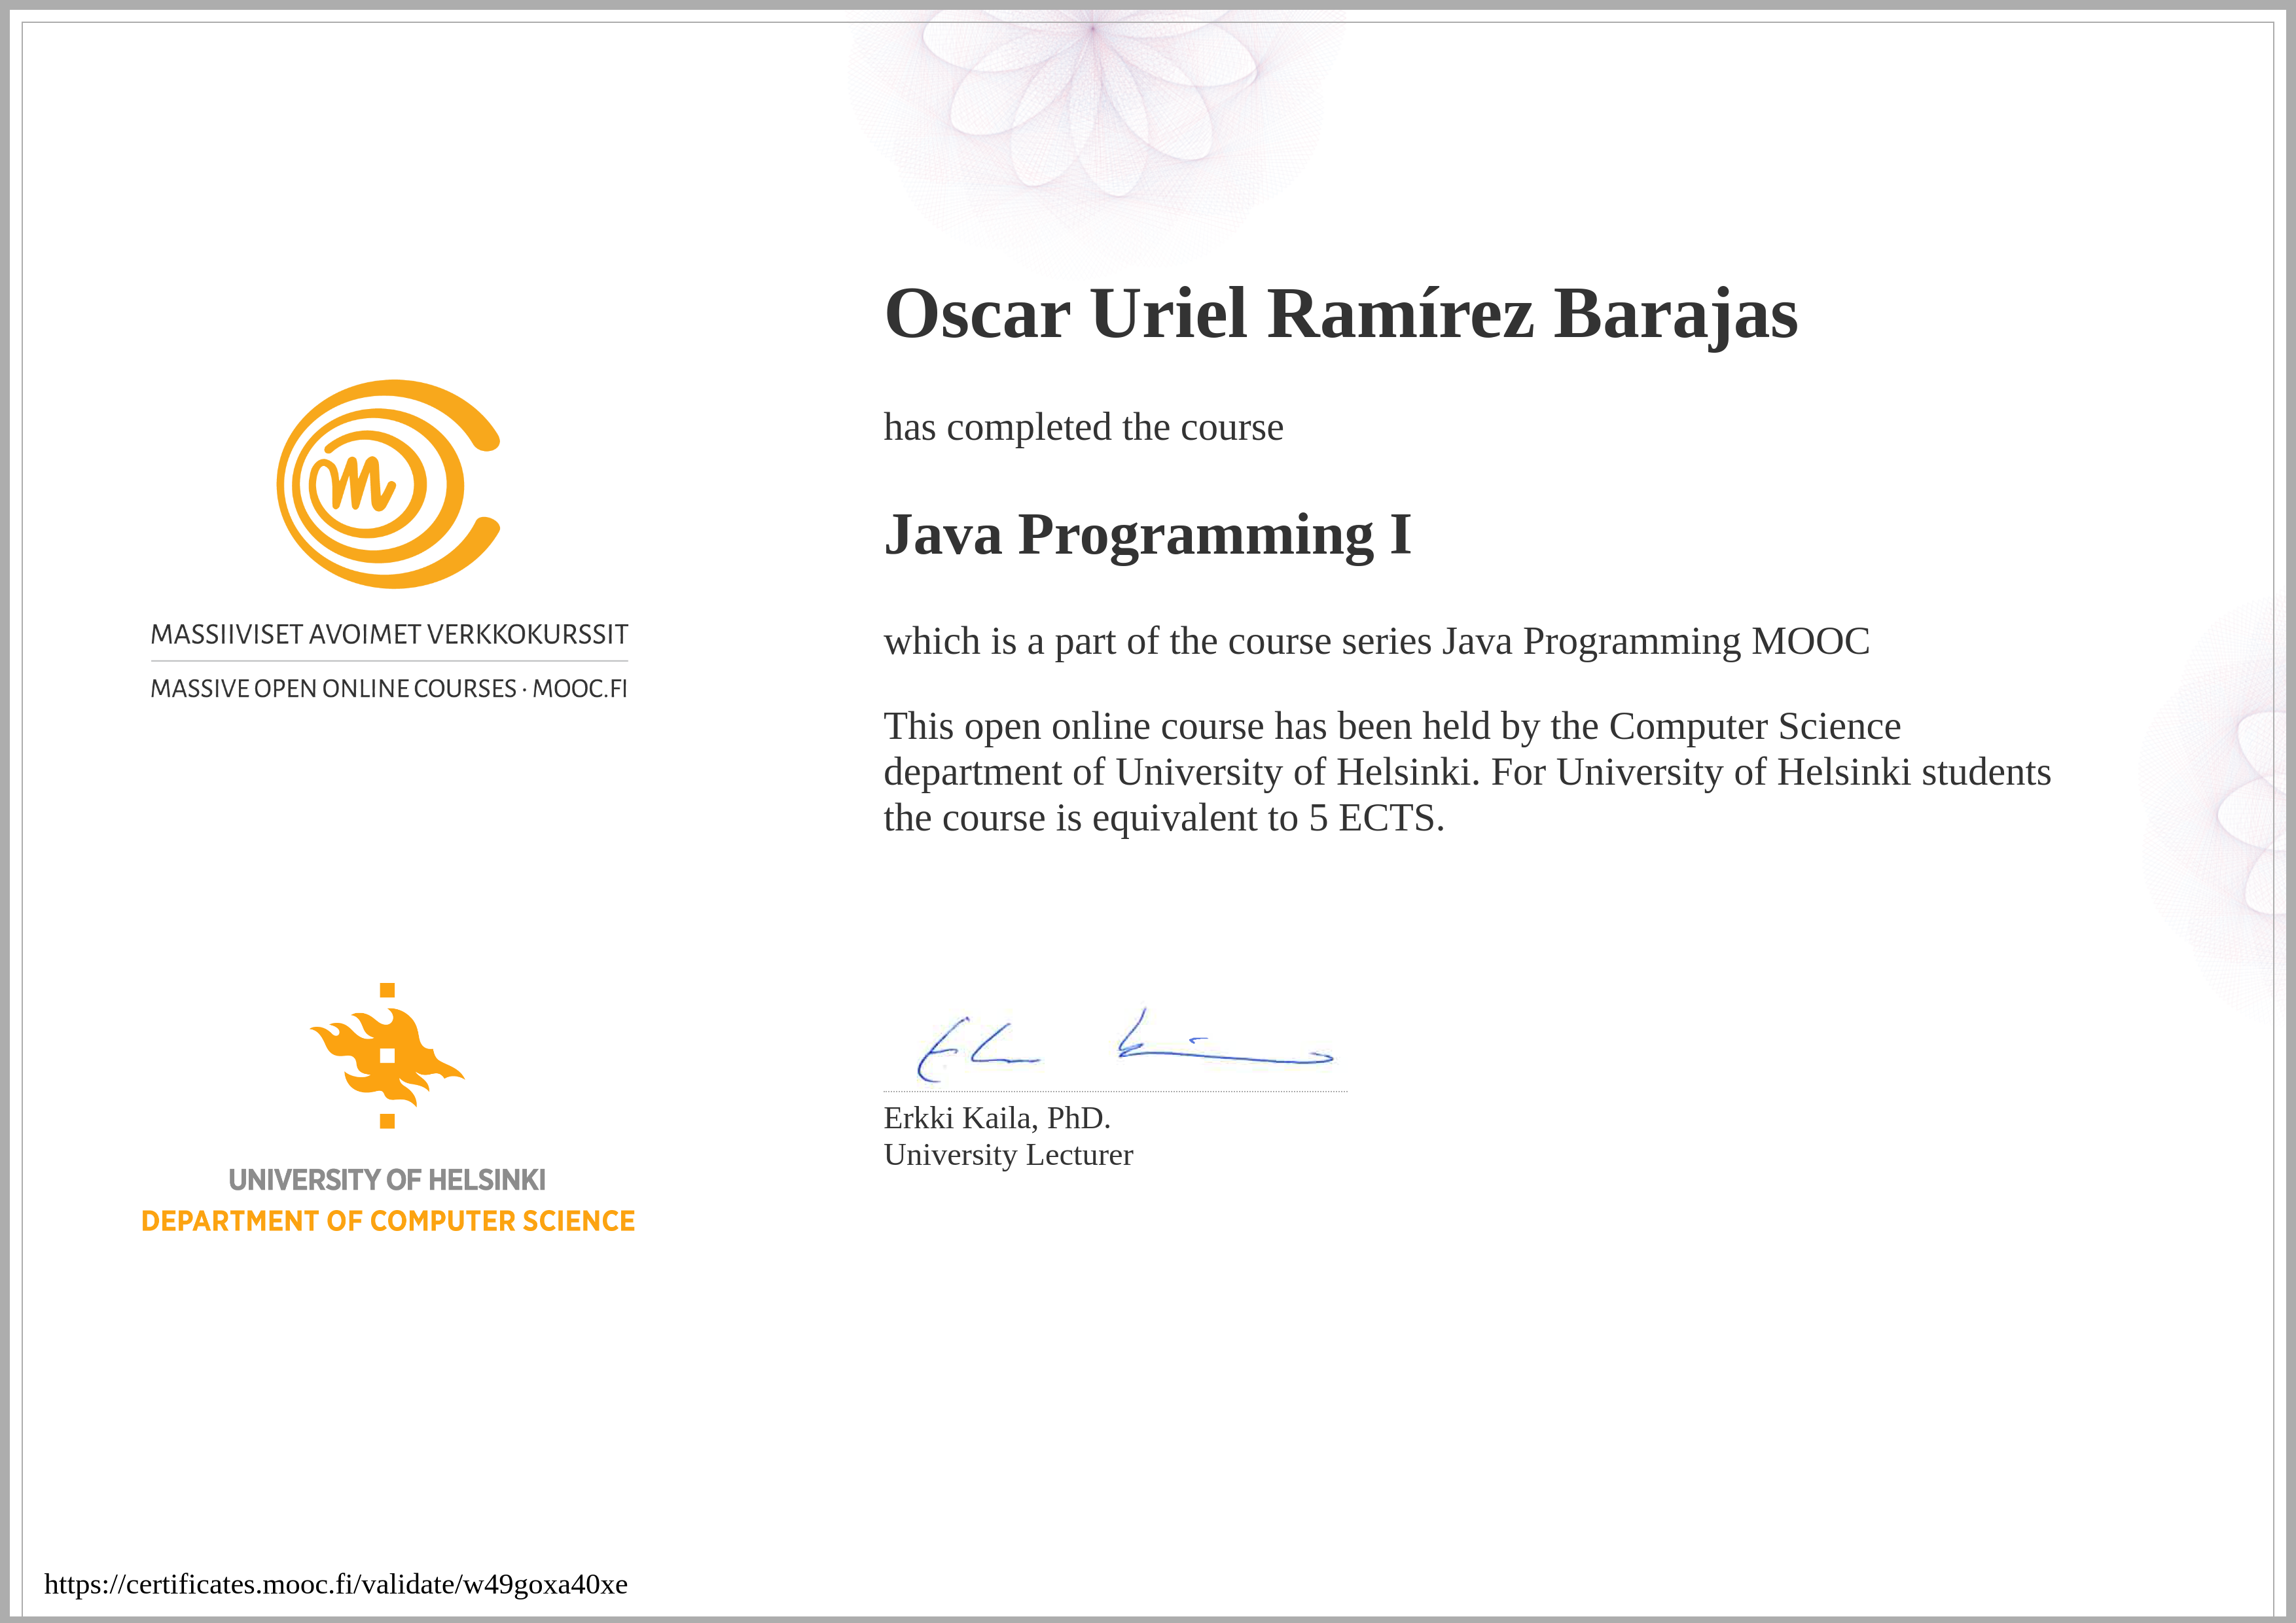 Oscar Uriel Ramírez Barajas
has completed the course
Java Programming I
which is a part of the course series Java Programming MOOC
This open online course has been held by the Computer Science
department of University of Helsinki. For University of Helsinki students
the course is equivalent to 5 ECTS.
Erkki Kaila, PhD.
University Lecturer
m
MASSIIVISET AVOIMET VERKKOKURSSIT
MASSIVE OPEN ONLINE COURSES · MOOC.FI
UNIVERSITY OF HELSINKI
DEPARTMENT OF COMPUTER SCIENCE
https://certificates.mooc.fi/validate/w49goxa40xe